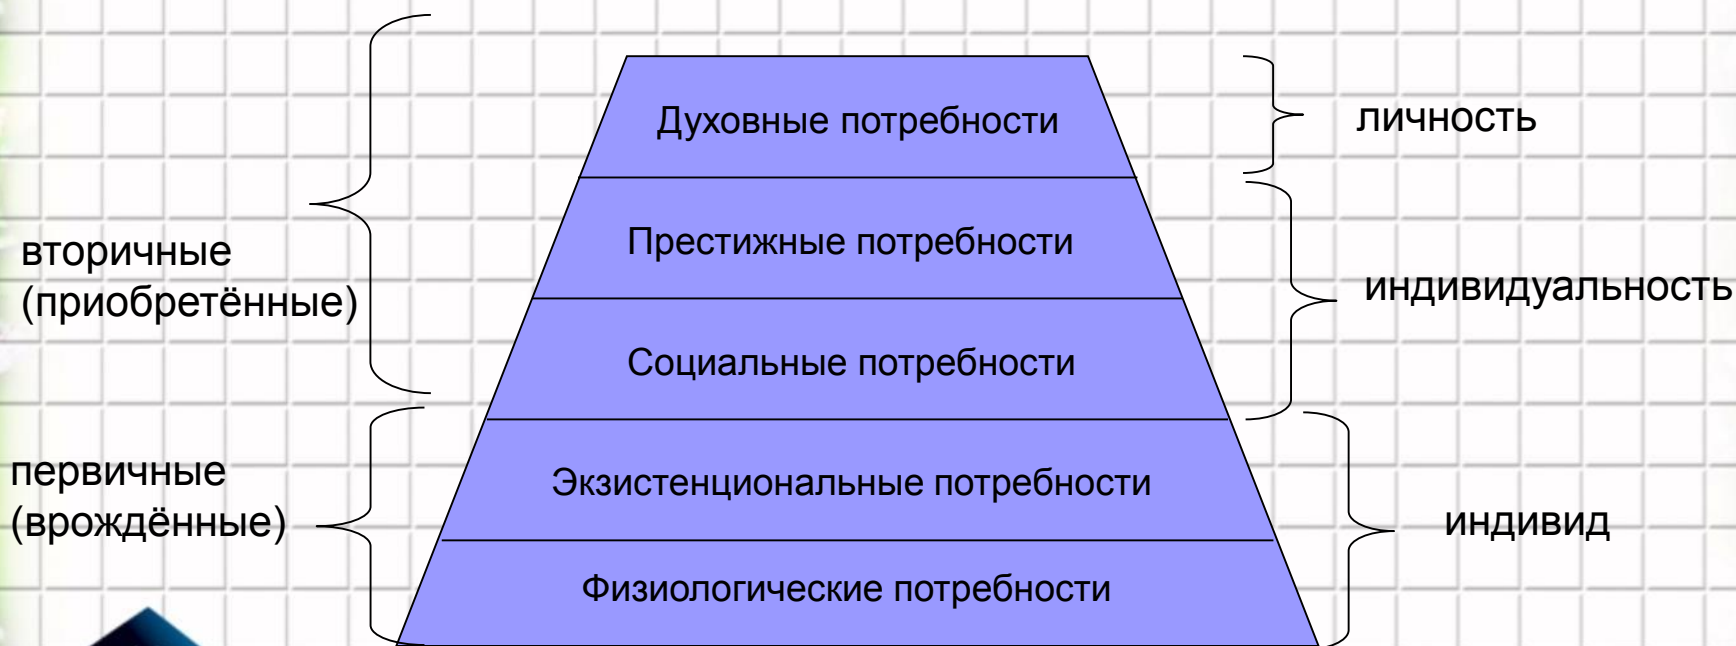 Духовные потребности
личность
Престижные потребности
вторичные
(приобретённые)
индивидуальность
Социальные потребности
первичные
(врождённые)
Экзистенциональные потребности
индивид
Физиологические потребности